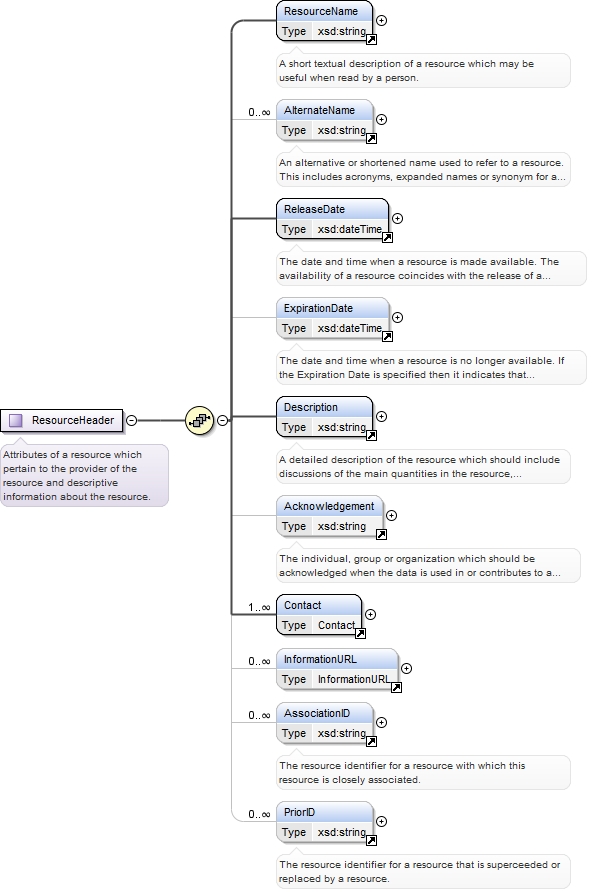 ResourceName
Type xsd:string
A short textual description of a resource which may be
useful when read by a person.
0..∞
AlternateName
Type xsd:string
An alternative or shortened name used to refer to a resource.
This includes acronyms, expanded names or synonym for a...
ReleaseDate
Type xsd:dateTime
The date and time when a resource is made available. The
availability of a resource coincides with the release of a...
ExpirationDate
Type xsd:dateTime
The date and time when a resource is no longer available. If
the Expiration Date is specified then it indicates that...
ResourceHeader
Attributes of a resource which
pertain to the provider of the
resource and descriptive
information about the resource.
Description
Type xsd:string
A detailed description of the resource which should include
discussions of the main quantities in the resource,...
Acknowledgement
Type xsd:string
The individual, group or organization which should be
acknowledged when the data is used in or contributes to a...
1..∞
Contact
Type Contact
0..∞
InformationURL
Type InformationURL
0..∞
AssociationID
Type xsd:string
The resource identifier for a resource with which this
resource is closely associated.
0..∞
PriorID
Type xsd:string
The resource identifier for a resource that is superceeded or
replaced by a resource.